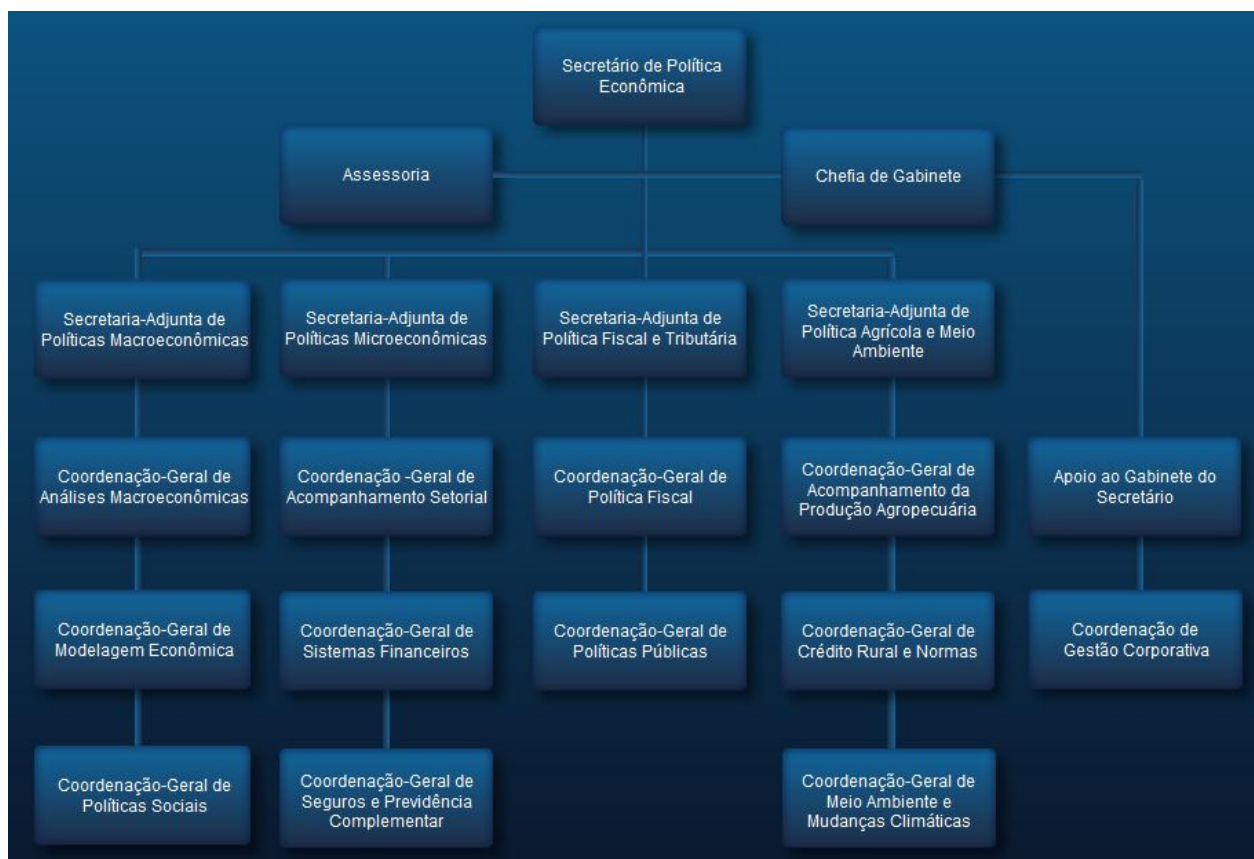 Secretário de Política
Econômica
Assessoria
Chefia de Gabinete
Secretaria-Adjunta de
Políticas Macroeconômicas
Secretaria-Adjunta de
Políticas Microeconômicas
Secretaria-Adjunta de
Política Fiscal e Tributária
Secretaria-Adjunta de
Política Agrícola e Meio
Ambiente
Coordenação-Geral de
Análises Macroeconômicas
Coordenação -Geral de
Acompanhamento Setorial
Coordenação-Geral de
Política Fiscal
Coordenação-Geral de
Acompanhamento da
Produção Agropecuária
Apoio ao Gabinete do
Secretário
Coordenação-Geral de
Modelagem Econômica
Coordenação-Geral de
Sistemas Financeiros
Coordenação-Geral de
Políticas Públicas
Coordenação-Geral de
Crédito Rural e Normas
Coordenação de
Gestão Corporativa
Coordenação-Geral de
Políticas Sociais
Coordenação-Geral de
Seguros e Previdência
Complementar
Coordenação-Geral de
Meio Ambiente e
Mudanças Climáticas